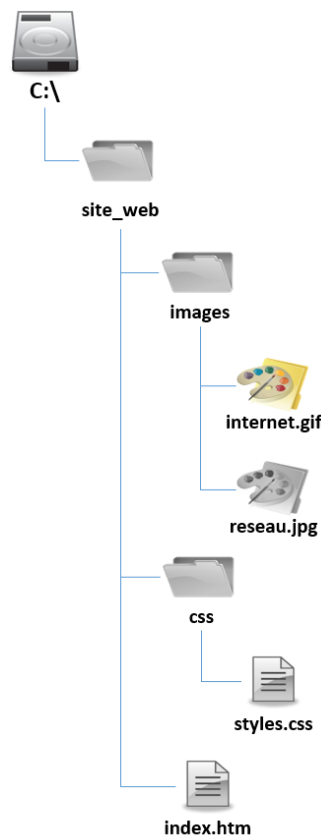 C:\
site_web
images
internet.gif
reseau.jpg
css
styles.css
index.htm